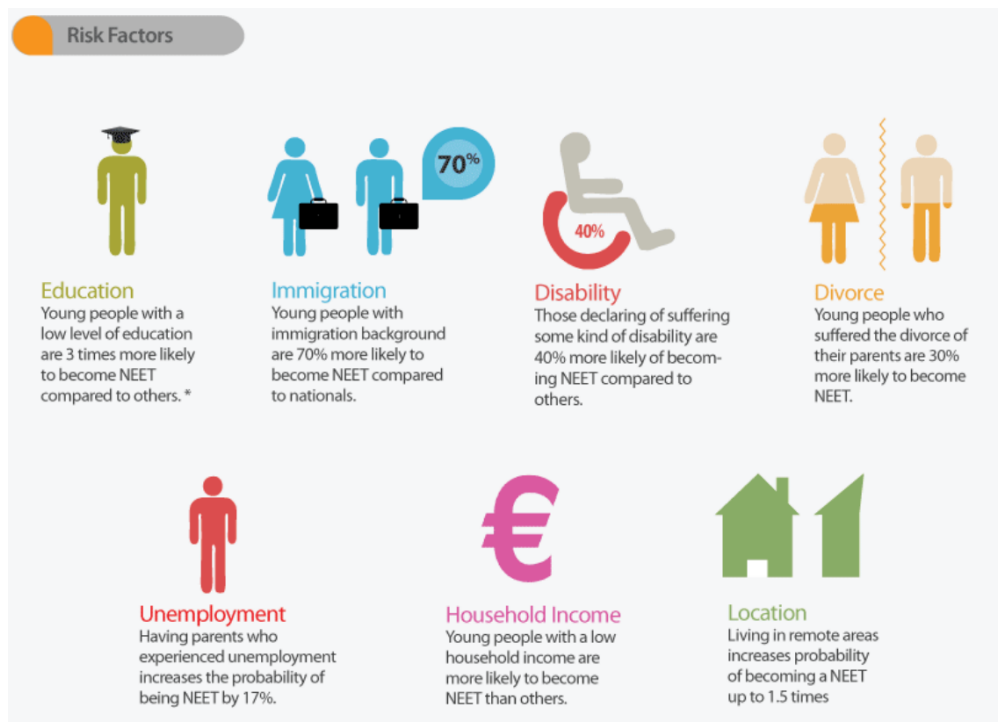 Risk Factors
70%
40%
Education
Young people with a
low level of education
are 3 times more likely
to become NEET
compared to others. *
Immigration
Young people with
immigration background
are 70% more likely to
become NEET compared
to nationals.
Disability
Those declaring of suffering
some kind of disability are
40% more likely of becom-
ing NEET compared to
others.
Divorce
Young people who
suffered the divorce of
their parents are 30%
more likely to become
NEET.
€
Unemployment
Having parents who
experienced unemployment
increases the probability of
being NEET by 17%.
Household Income
Young people with a low
household income are
more likely to become
NEET than others.
Location
Living in remote areas
increases probability
of becoming a NEET
up to 1.5 times